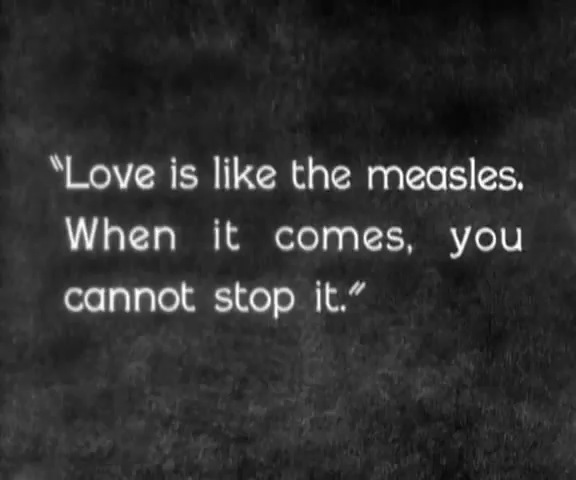 “Love is like the measles.
When it comes, you
cannot stop it.”